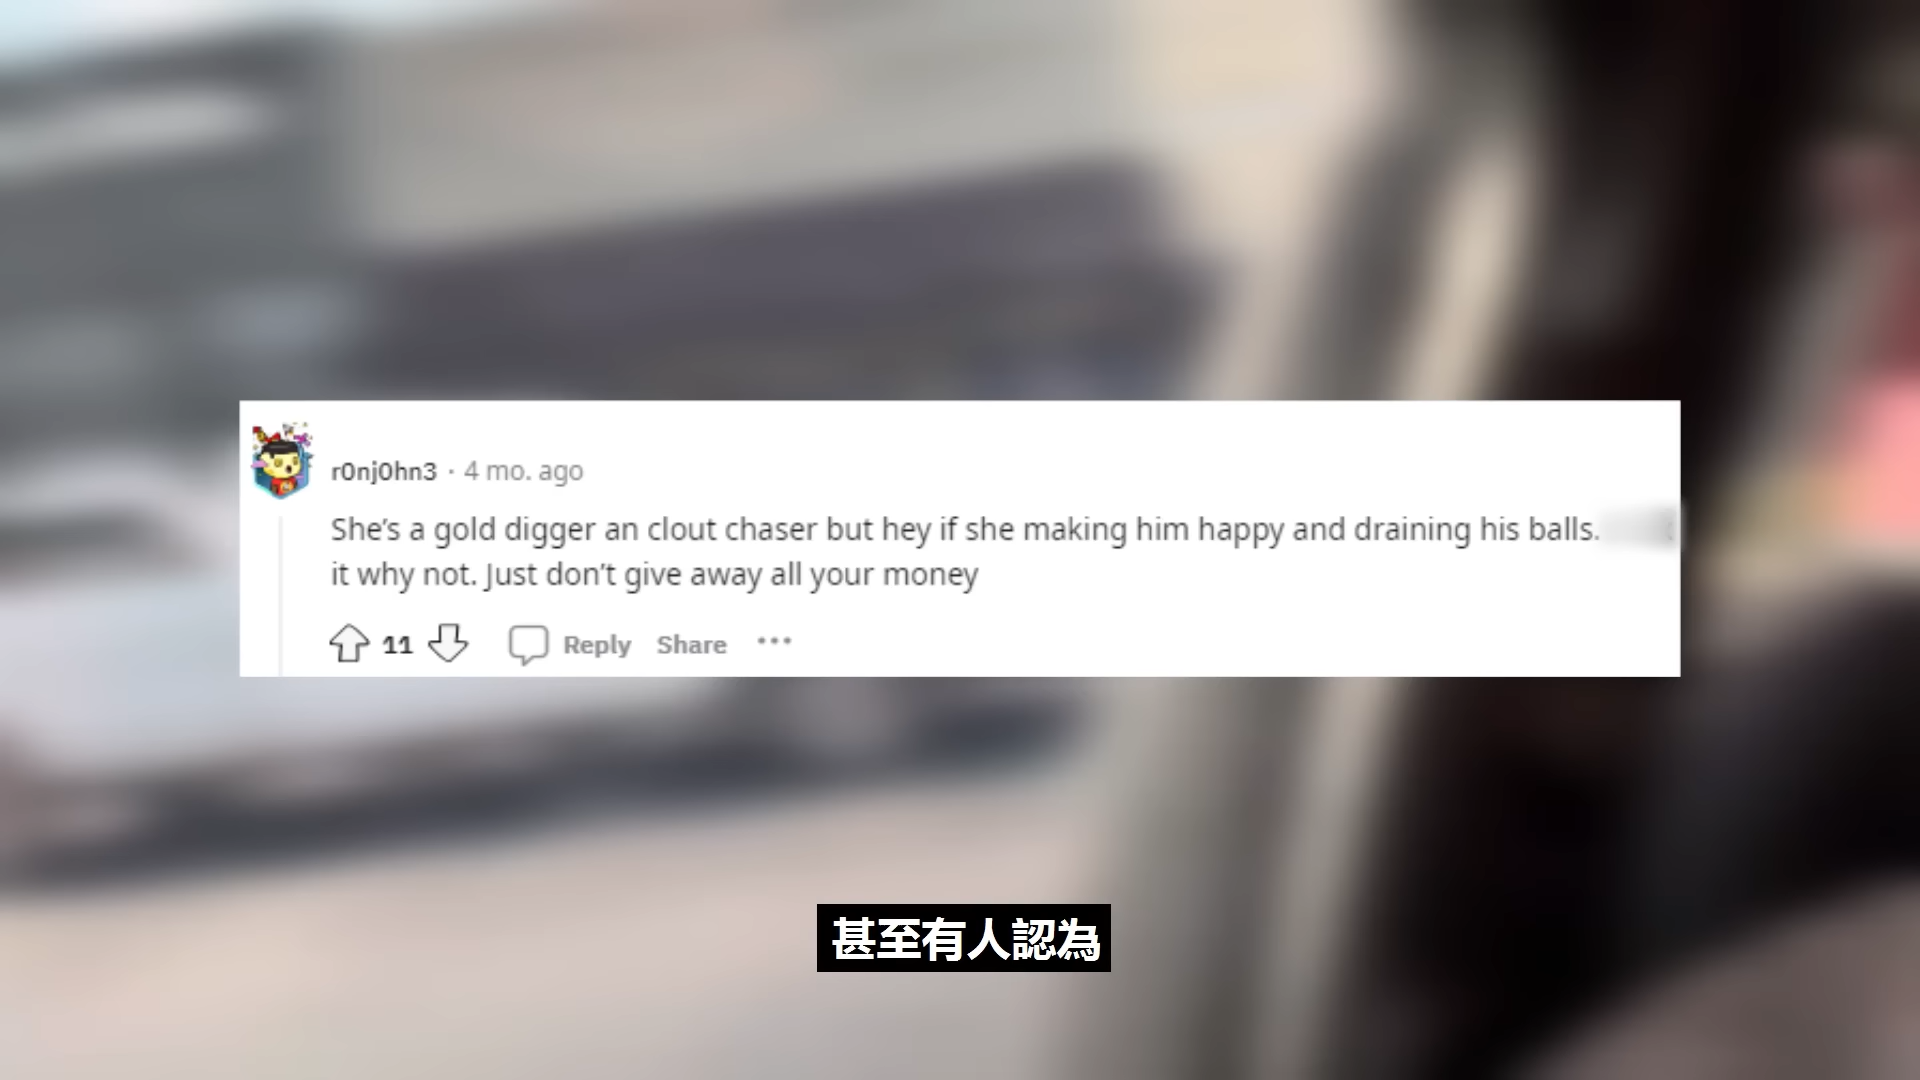 r0nj0hn3 · 4 mo. ago
She’s a gold digger an clout chaser but hey if she making him happy and draining his balls.
it why not. Just don’t give away all your money
11 Reply Share ···
甚至有人認為